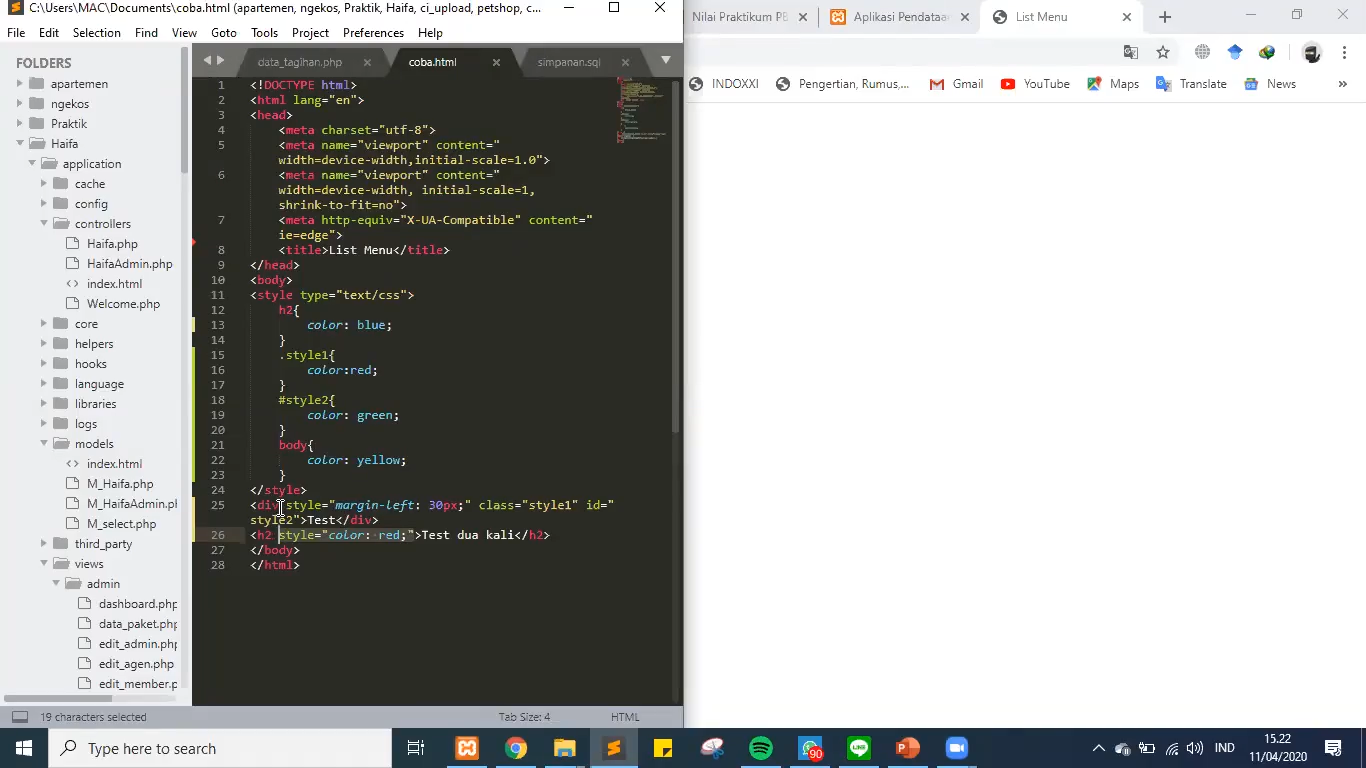 C:\Users\MAC\Documents\coba.html (apartemen, ngekos, Praktik, Haifa, ci_upload, petshop, c...
Nilai Praktikum PB
Aplikasi Pendataa
List Menu
File Edit Selection Find View Goto Tools Project Preferences Help
INDOXXI
Pengertian, Rumus,...
Gmail
YouTube
Maps
Translate
News
»
FOLDERS
apartemen
ngekos
Praktik
Haifa
application
cache
config
controllers
Haifa.php
HaifaAdmin.php
index.html
Welcome.php
core
helpers
hooks
language
libraries
logs
models
index.html
M_Haifa.php
M_HaifaAdmin.pl
M_select.php
third_party
views
admin
dashboard.php
data_paket.php
edit_admin.php
edit_agen.php
edit_member.p
data_tagihan.php
coba.html
simpanan.sql
1 <!DOCTYPE html>
2 <html lang="en">
3 <head>
4 <meta charset="utf-8">
5 <meta name="viewport" content="
width=device-width,initial-scale=1.0">
6 <meta name="viewport" content="
width=device-width, initial-scale=1,
shrink-to-fit=no">
7 <meta http-equiv="X-UA-Compatible" content="
ie=edge">
8 <title>List Menu</title>
9 </head>
10 <body>
11 <style type="text/css">
12 h2{
13 color: blue;
14 }
15 .style1{
16 color:red;
17 }
18 #style2{
19 color: green;
20 }
21 body{
22 color: yellow;
23 }
24 </style>
25 <div style="margin-left: 30px;" class="style1" id="
style2">Test</div>
26 <h2 style="color: red;">Test dua kali</h2>
27 </body>
28 </html>
19 characters selected
Tab Size: 4
HTML
Type here to search
90
IND
15.22
11/04/2020